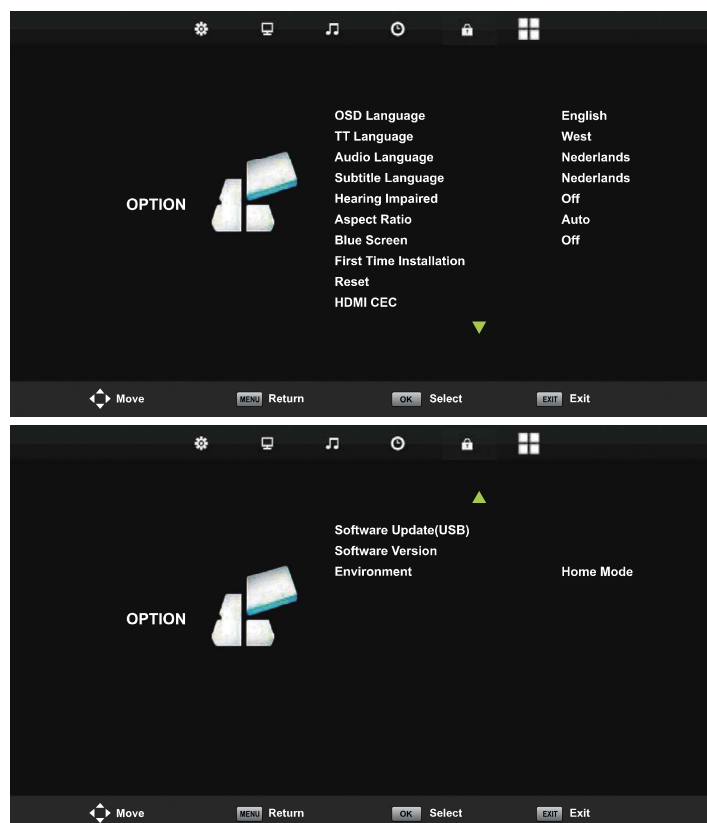 OSD Language English
TT Language West
Audio Language Nederlands
Subtitle Language Nederlands
Hearing Impaired Off
OPTION
Aspect Ratio Auto
Blue Screen Off
First Time Installation
Reset
HDMI CEC
Move MENU Return OK Select EXIT Exit
Software Update(USB)
Software Version
Environment Home Mode
OPTION
Move MENU Return OK Select EXIT Exit